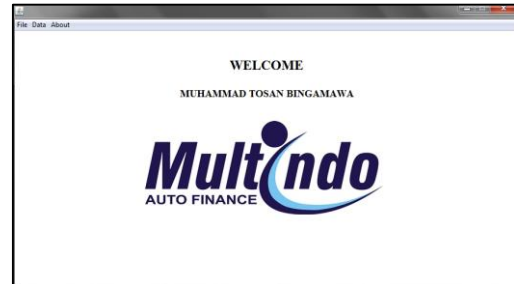 File Data About
WELCOME
MUHAMMAD TOSAN BINGAMAWA
Multindo
AUTO FINANCE